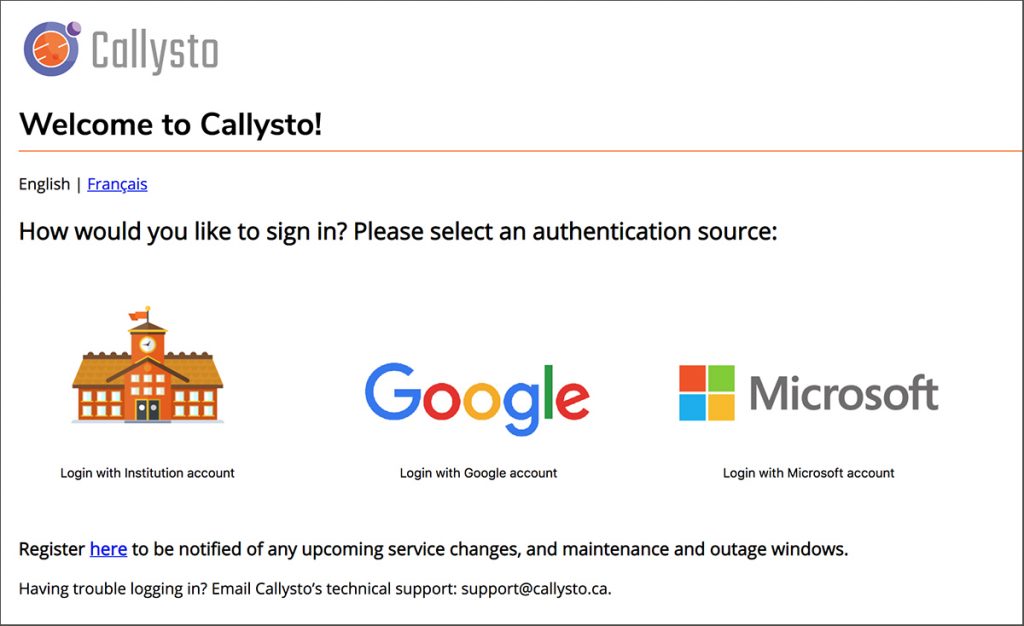 Callysto
Welcome to Callysto!
English | Français
How would you like to sign in? Please select an authentication source:
Google
Microsoft
Login with Institution account
Login with Google account
Login with Microsoft account
Register here to be notified of any upcoming service changes, and maintenance and outage windows.
Having trouble logging in? Email Callysto’s technical support: support@callysto.ca.